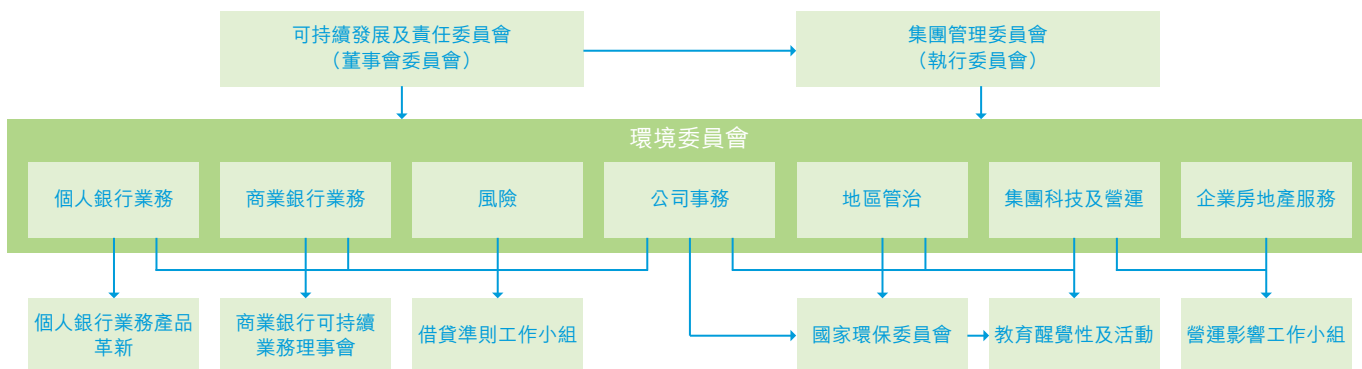 可持續發展及責任委員會
（董事會委員會）
集團管理委員會
（執行委員會）
環境委員會
個人銀行業務
商業銀行業務
風險
公司事務
地區管治
集團科技及營運
企業房地產服務
個人銀行業務產品
革新
商業銀行可持續
業務理事會
借貸準則工作小組
國家環保委員會
教育醒覺性及活動
營運影響工作小組